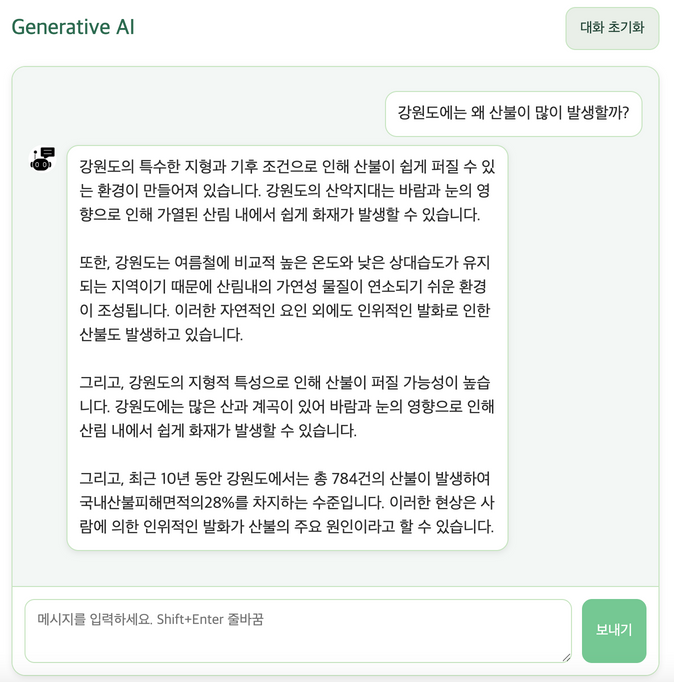 Generative AI
대화 초기화
강원도에는 왜 산불이 많이 발생할까?
강원도의 특수한 지형과 기후 조건으로 인해 산불이 쉽게 퍼질 수 있
는 환경이 만들어져 있습니다. 강원도의 산악지대는 바람과 눈의 영
향으로 인해 가열된 산림 내에서 쉽게 화재가 발생할 수 있습니다.
또한, 강원도는 여름철에 비교적 높은 온도와 낮은 상대습도가 유지
되는 지역이기 때문에 산림내의 가연성 물질이 연소되기 쉬운 환경
이 조성됩니다. 이러한 자연적인 요인 외에도 인위적인 발화로 인한
산불도 발생하고 있습니다.
그리고, 강원도의 지형적 특성으로 인해 산불이 퍼질 가능성이 높습
니다. 강원도에는 많은 산과 계곡이 있어 바람과 눈의 영향으로 인해
산림 내에서 쉽게 화재가 발생할 수 있습니다.
그리고, 최근 10년 동안 강원도에서는 총 784건의 산불이 발생하여
국내산불피해면적의28%를 차지하는 수준입니다. 이러한 현상은 사
람에 의한 인위적인 발화가 산불의 주요 원인이라고 할 수 있습니다.
메시지를 입력하세요. Shift+Enter 줄바꿈
보내기